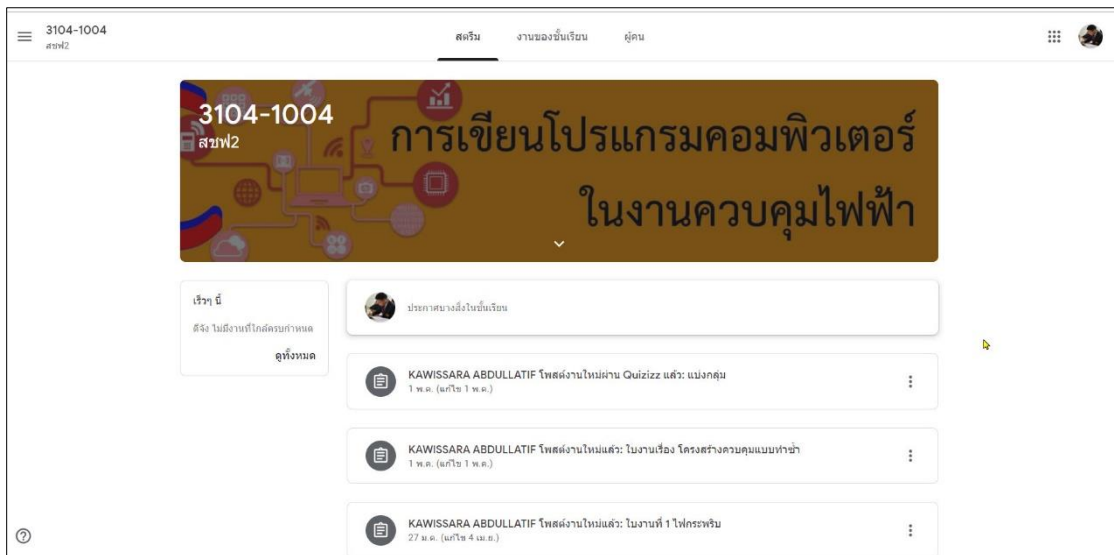 3104-1004
สชฟ2
สตรีม
งานของชั้นเรียน
ผู้คน
3104-1004
สชฟ2
การเขียนโปรแกรมคอมพิวเตอร์
ในงานควบคุมไฟฟ้า
เร็วๆ นี้
ดีจัง ไม่มีงานที่ใกล้ครบกำหนด
ดูทั้งหมด
ประกาศบางสิ่งในชั้นเรียน
KAWISSARA ABDULLATIF โพสต์งานใหม่ผ่าน Quizizz แล้ว: แบ่งกลุ่ม
1 พ.ค. (แก้ไข 1 พ.ค.)
KAWISSARA ABDULLATIF โพสต์งานใหม่แล้ว: ใบงานเรื่อง โครงสร้างควบคุมแบบทำซ้ำ
1 พ.ค. (แก้ไข 1 พ.ค.)
KAWISSARA ABDULLATIF โพสต์งานใหม่แล้ว: ใบงานที่ 1 ไฟกระพริบ
27 ม.ค. (แก้ไข 4 เม.ย.)